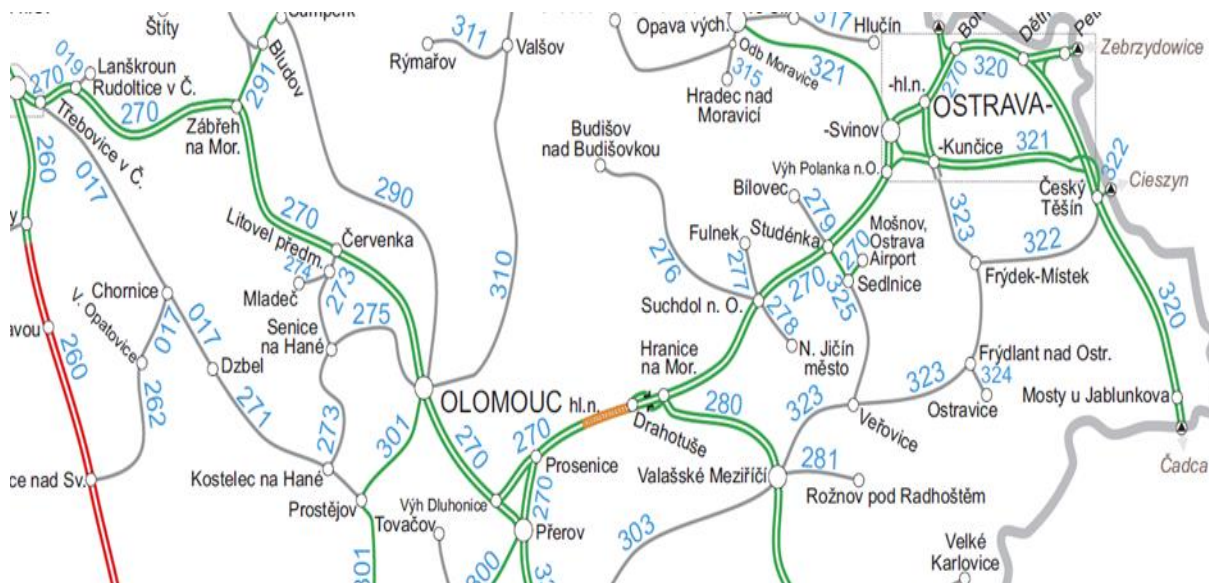 Štíty
019
270
Lanškroun
Rudoltice v Č.
Třebovice v Č.
270
291
Bludov
Zábřeh
na Mor.
260
017
290
270
Litovel předm.
Červenka
274
Mladeč
273
275
Senice
na Hané
Chornice
V. Opatovice
017
017
Dzbel
262
271
260
273
Kostelec na Hané
Prostějov
301
301
311
Rýmařov
Valšov
310
OLOMOUC hl.n.
270
Výh Dluhonice
Tovačov
Přerov
300
270
270
Prosenice
Drahotuše
Hranice
na Mor.
280
Valašské Meziříčí
281
Rožnov pod Radhoštěm
303
Velké
Karlovice
Opava vých.
317
Hlučín
Odb Moravice
315
Hradec nad
Moravicí
321
Budišov
nad Budišovkou
276
Bílovec
279
Fulnek
277
Studénka
Mošnov,
Ostrava
Airport
270
270
Sedlnice
325
Suchdol n. O.
278
N. Jičín
město
323
Veřovice
323
Frýdlant nad Ostr.
324
Ostravice
Frýdek-Místek
322
323
-hl.n.
OSTRAVA-
-Svinov
-Kunčice
Výh Polanka n.O.
270
320
321
322
Český
Těšín
320
Mosty u Jablunkova
Zebrzydowice
Cieszyn
Čadca